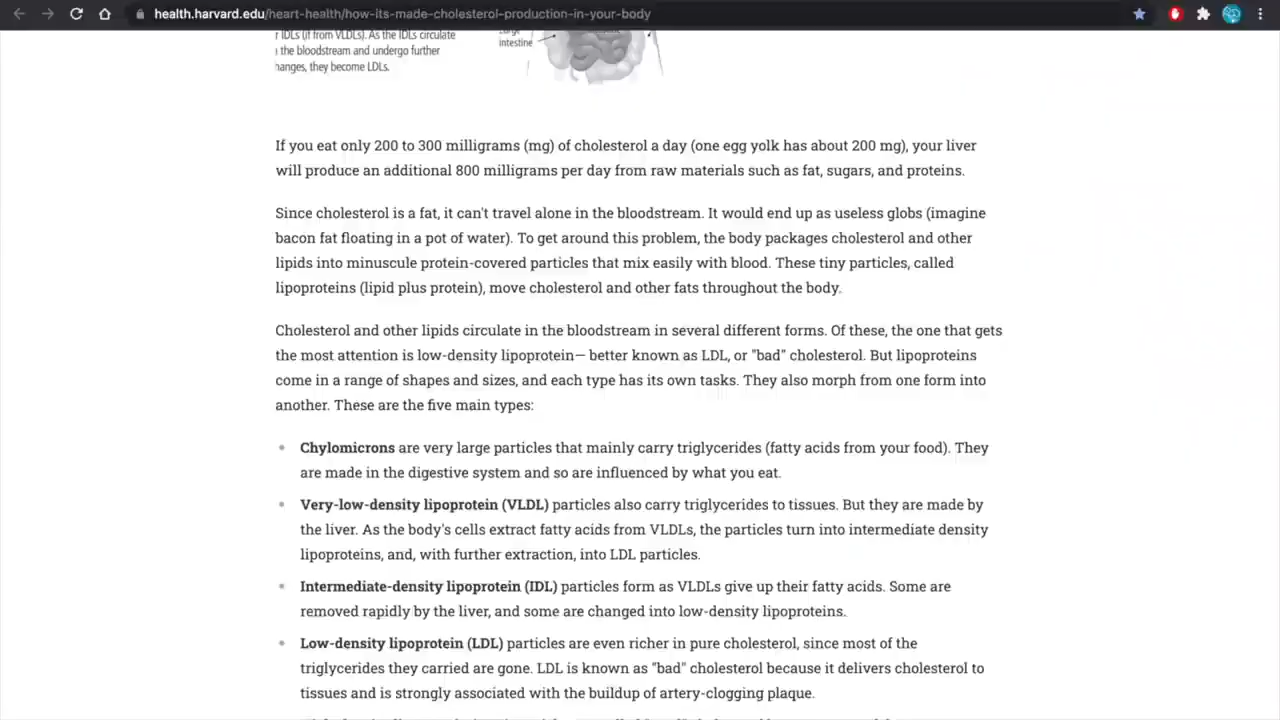 health.harvard.edu/heart-health/how-its-made-cholesterol-production-in-your-body
IDLs (if from VLDLs). As the IDLs circulate
the bloodstream and undergo further
hanges, they become LDLs.
intestine
If you eat only 200 to 300 milligrams (mg) of cholesterol a day (one egg yolk has about 200 mg), your liver
will produce an additional 800 milligrams per day from raw materials such as fat, sugars, and proteins.
Since cholesterol is a fat, it can't travel alone in the bloodstream. It would end up as useless globs (imagine
bacon fat floating in a pot of water). To get around this problem, the body packages cholesterol and other
lipids into minuscule protein-covered particles that mix easily with blood. These tiny particles, called
lipoproteins (lipid plus protein), move cholesterol and other fats throughout the body.
Cholesterol and other lipids circulate in the bloodstream in several different forms. Of these, the one that gets
the most attention is low-density lipoprotein— better known as LDL, or "bad" cholesterol. But lipoproteins
come in a range of shapes and sizes, and each type has its own tasks. They also morph from one form into
another. These are the five main types:
Chylomicrons are very large particles that mainly carry triglycerides (fatty acids from your food). They
are made in the digestive system and so are influenced by what you eat.
Very-low-density lipoprotein (VLDL) particles also carry triglycerides to tissues. But they are made by
the liver. As the body's cells extract fatty acids from VLDLs, the particles turn into intermediate density
lipoproteins, and, with further extraction, into LDL particles.
Intermediate-density lipoprotein (IDL) particles form as VLDLs give up their fatty acids. Some are
removed rapidly by the liver, and some are changed into low-density lipoproteins.
Low-density lipoprotein (LDL) particles are even richer in pure cholesterol, since most of the
triglycerides they carried are gone. LDL is known as "bad" cholesterol because it delivers cholesterol to
tissues and is strongly associated with the buildup of artery-clogging plaque.